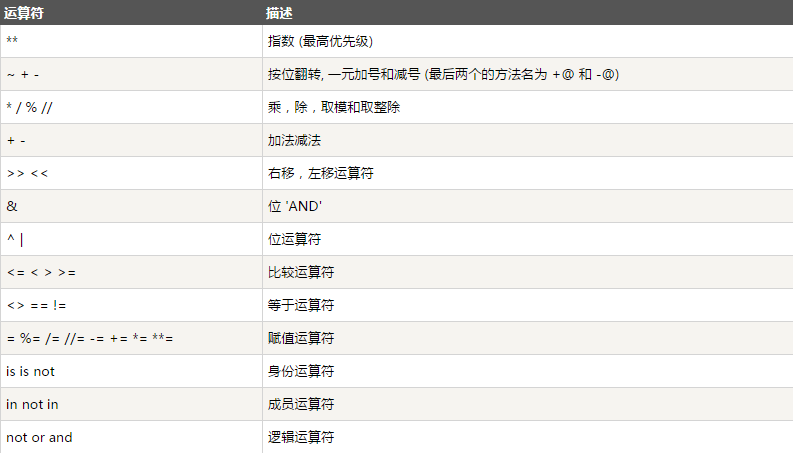 运算符 描述
** 指数 (最高优先级)
~ + - 按位翻转, 一元加号和减号 (最后两个的方法名为 +@ 和 -@)
* / % // 乘，除，取模和取整除
+ - 加法减法
>> << 右移，左移运算符
& 位 'AND'
^ | 位运算符
<= < > >= 比较运算符
<> == != 等于运算符
= %= /= //= -= += *= **= 赋值运算符
is is not 身份运算符
in not in 成员运算符
not or and 逻辑运算符